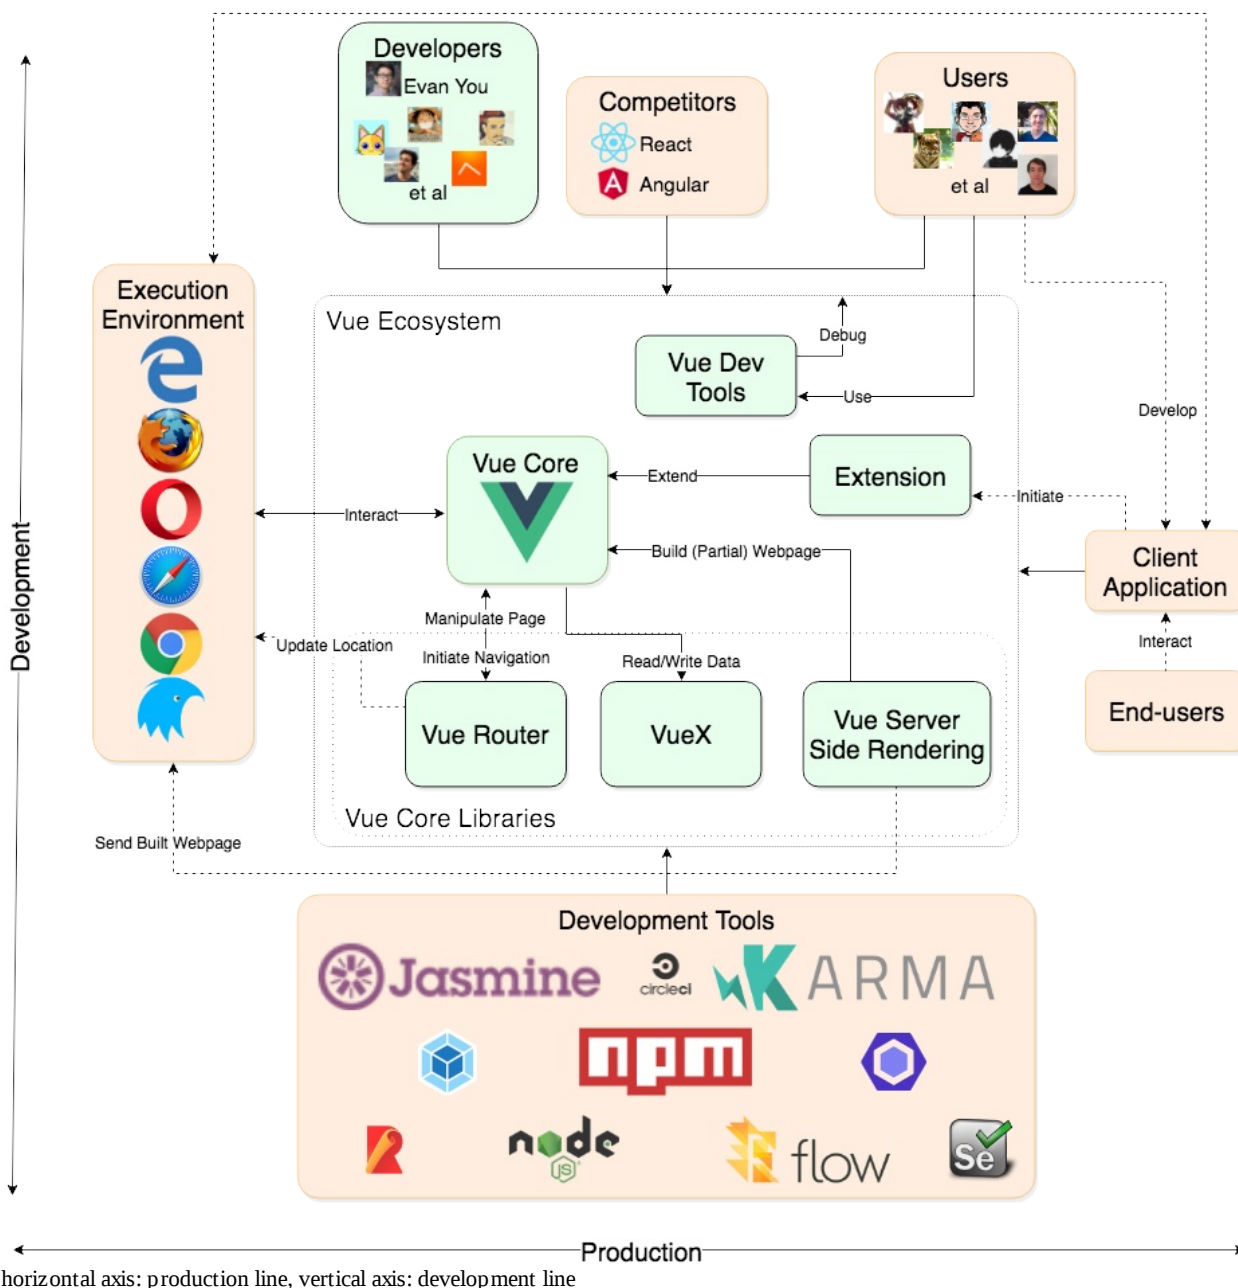 Developers
Evan You
et al
Competitors
React
Angular
Users
et al
Execution
Environment
Vue Ecosystem
Debug
Vue Dev
Tools
Use
Develop
Vue Core
Extend
Extension
Initiate
Interact
Build (Partial) Webpage
Client
Application
Manipulate Page
Update Location
Initiate Navigation
Read/Write Data
Interact
Vue Router
VueX
Vue Server
Side Rendering
End-users
Vue Core Libraries
Send Built Webpage
Development
Development Tools
Jasmine
circleci
KARMA
npm
node
JS
flow
Se
Production
horizontal axis: production line, vertical axis: development line